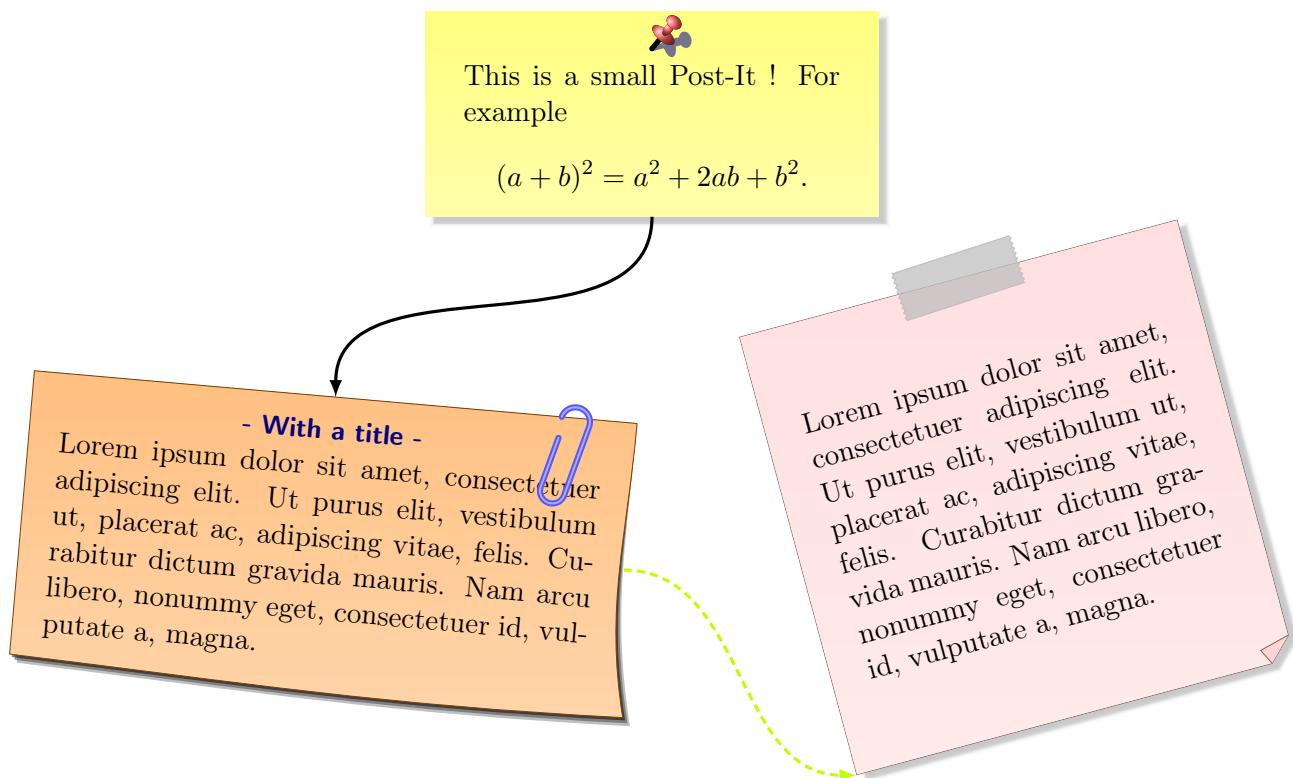 This is a small Post-It ! For
example
(a + b)² = a² + 2ab + b².
- With a title -
Lorem ipsum dolor sit amet, consectetuer
adipiscing elit. Ut purus elit, vestibulum
ut, placerat ac, adipiscing vitae, felis. Cu-
rabitur dictum gravida mauris. Nam arcu
libero, nonummy eget, consectetuer id, vul-
putate a, magna.
Lorem ipsum dolor sit amet,
consectetuer adipiscing elit.
Ut purus elit, vestibulum ut,
placerat ac, adipiscing vitae,
felis. Curabitur dictum gra-
vida mauris. Nam arcu libero,
nonummy eget, consectetuer
id, vulputate a, magna.